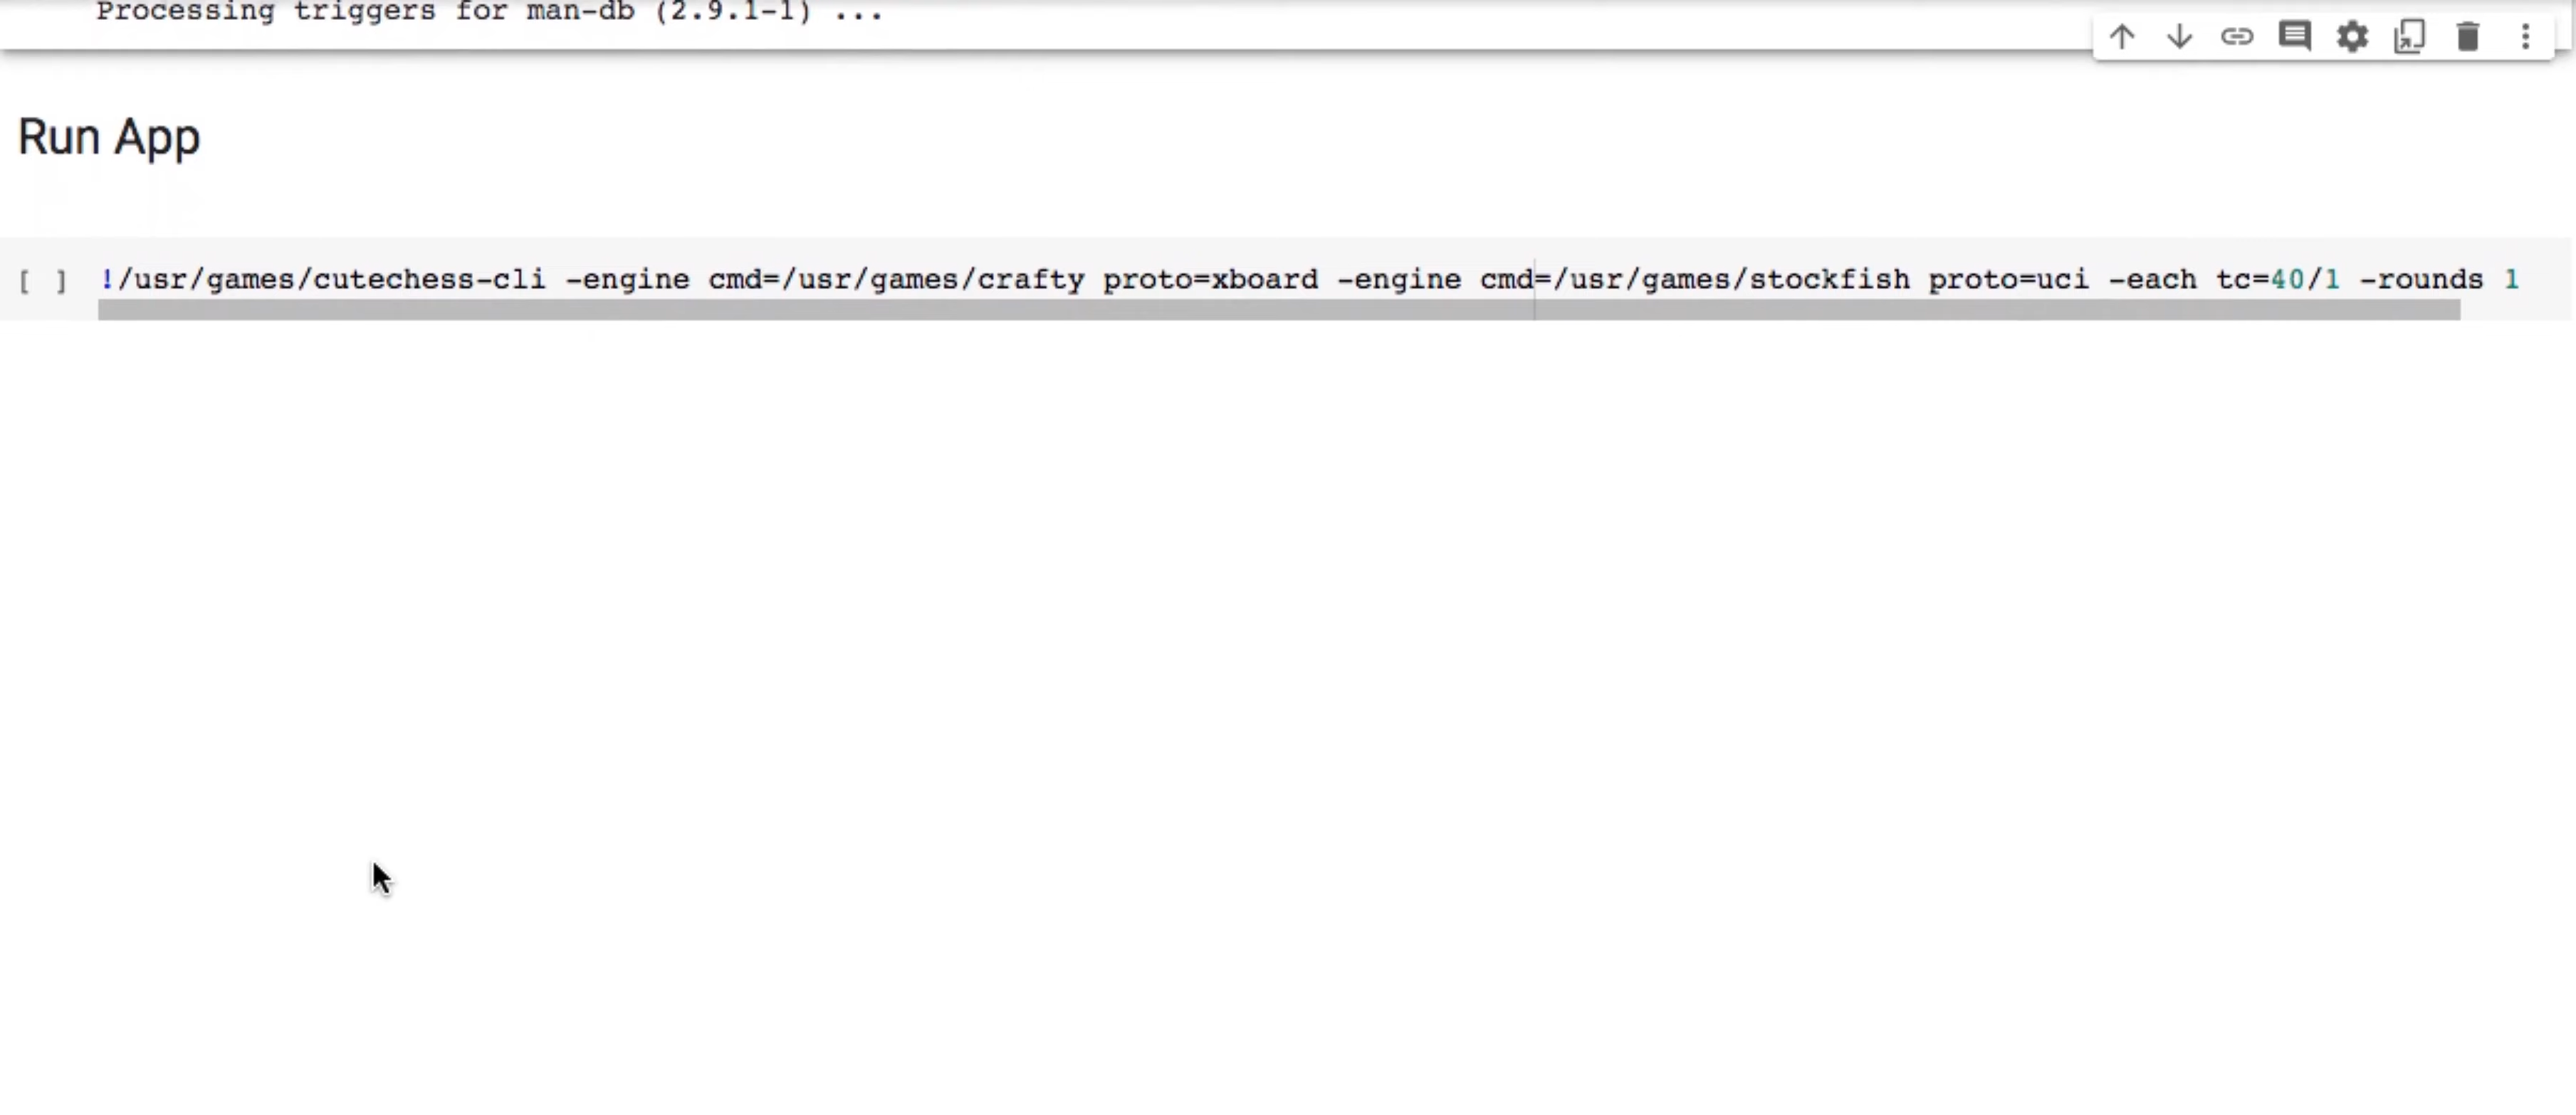 Processing triggers for man-db (2.9.1-1) ...
Run App
[ ] !/usr/games/cutechess-cli -engine cmd=/usr/games/crafty proto=xboard -engine cmd=/usr/games/stockfish proto=uci -each tc=40/1 -rounds 1